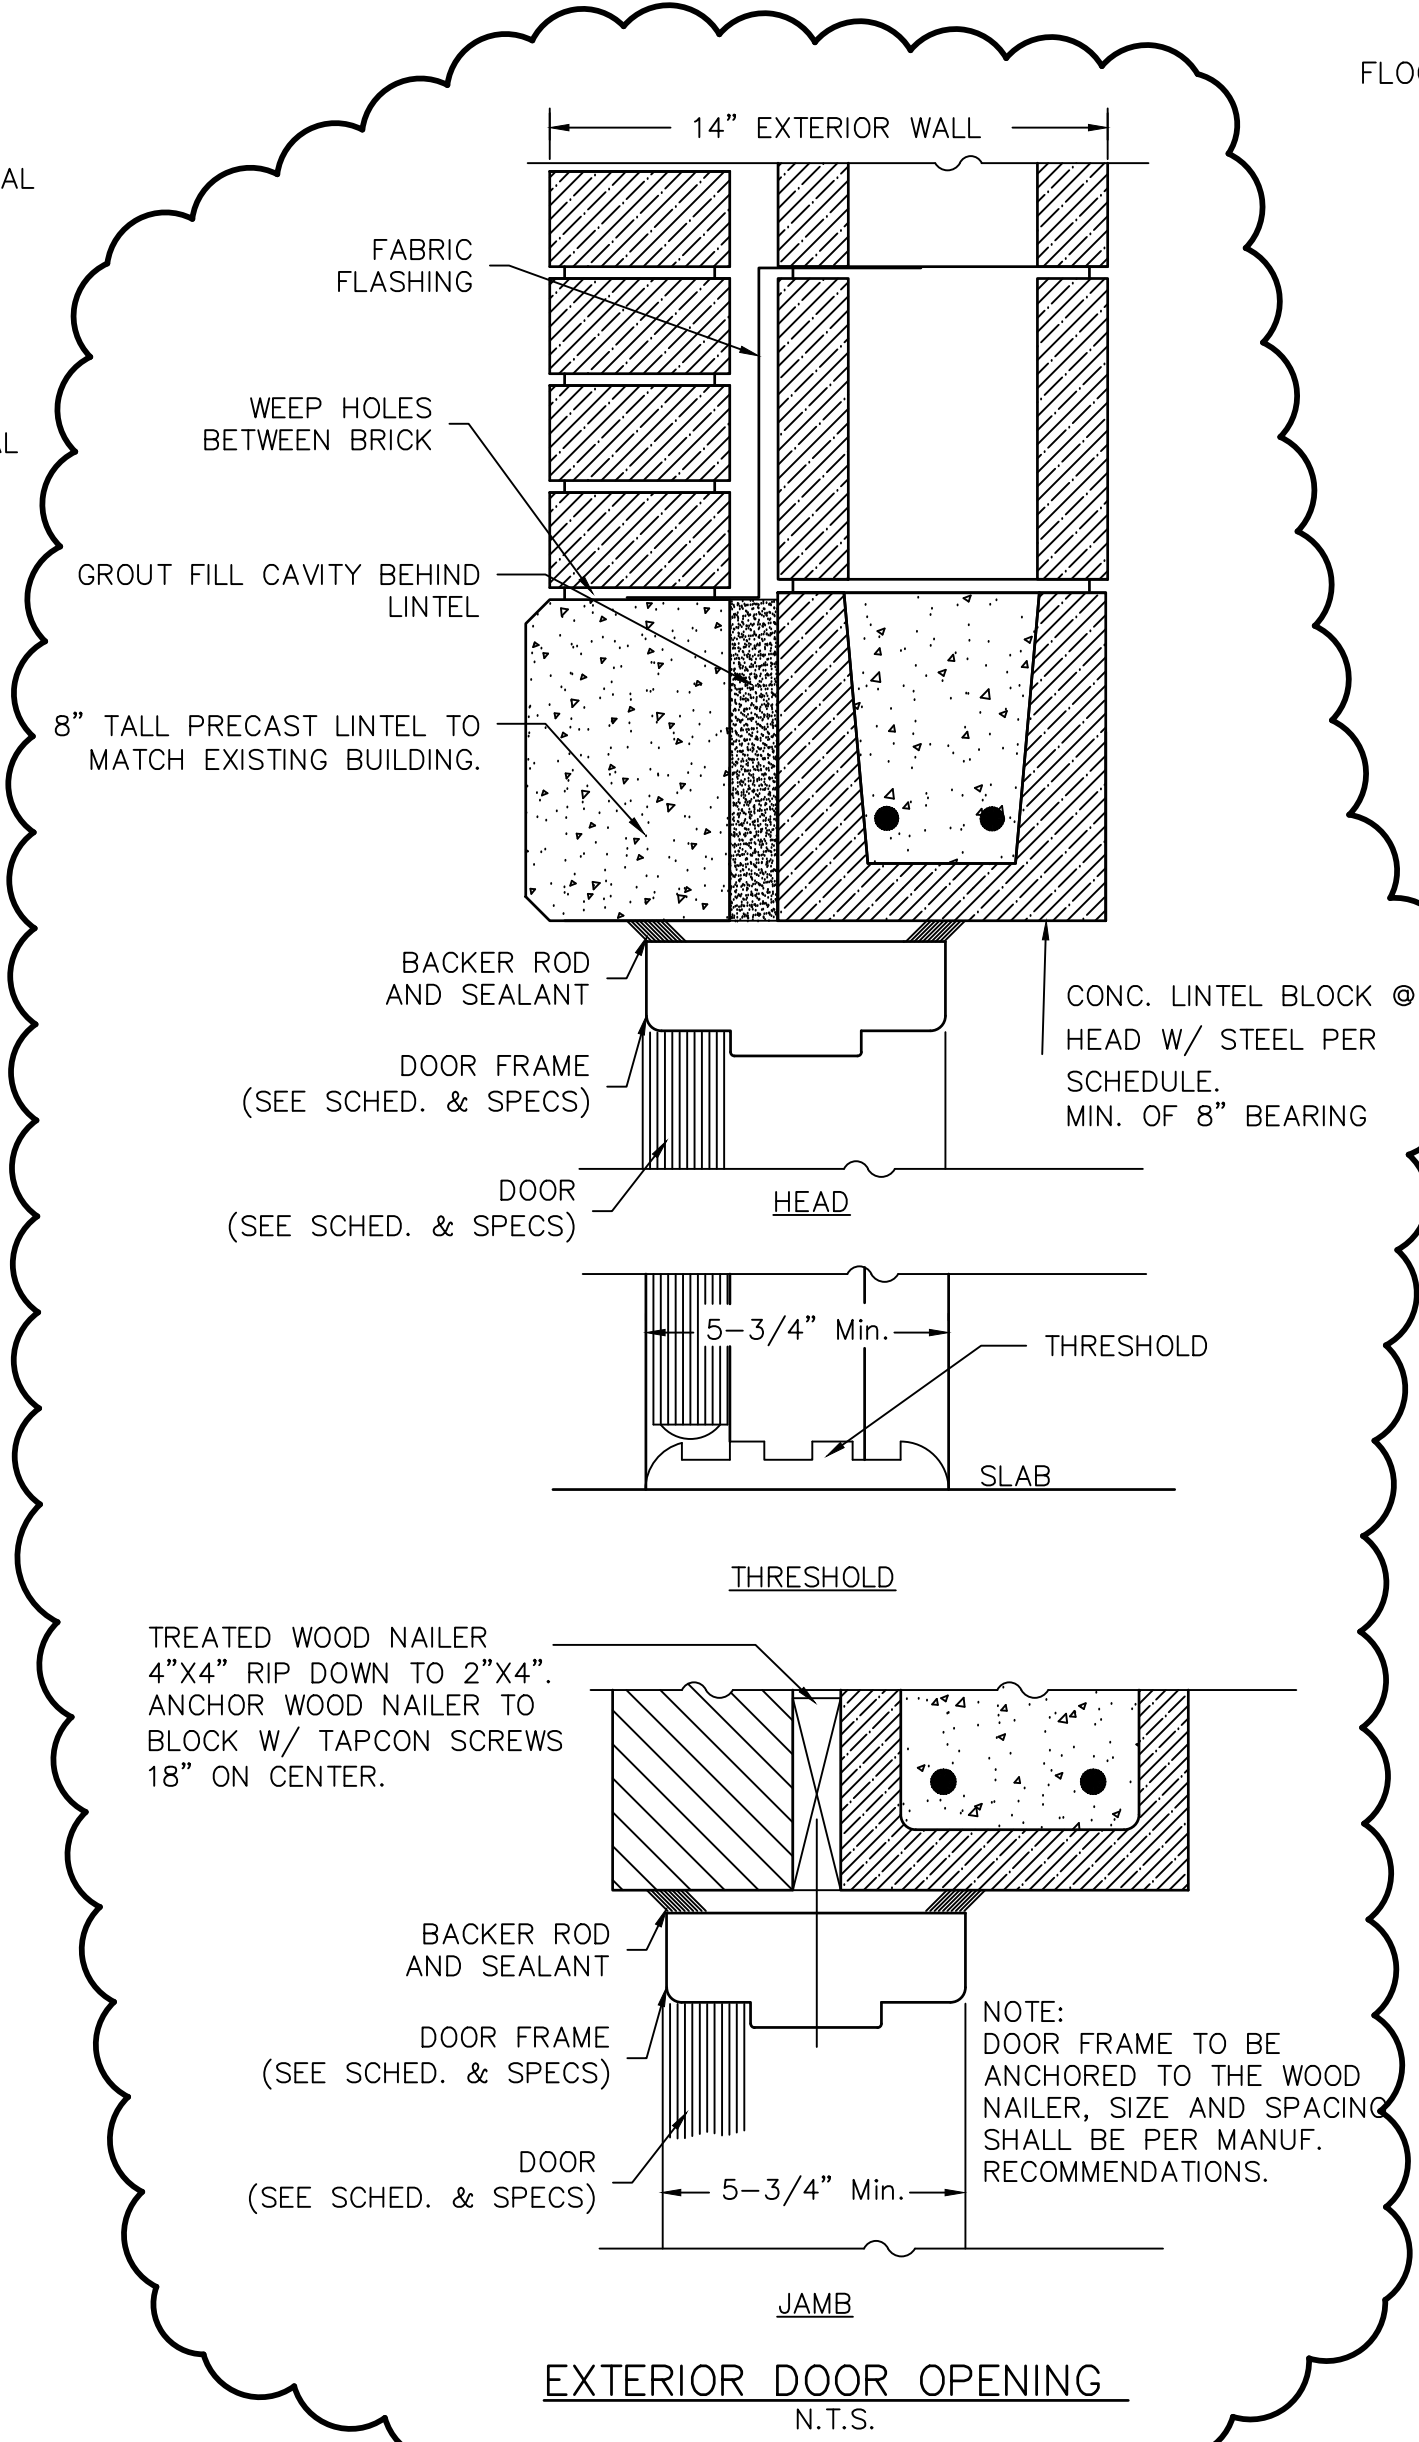 FLOO
AL
AL
14” EXTERIOR WALL
FABRIC
FLASHING
WEEP HOLES
BETWEEN BRICK
GROUT FILL CAVITY BEHIND
LINTEL
8” TALL PRECAST LINTEL TO
MATCH EXISTING BUILDING.
BACKER ROD
AND SEALANT
CONC. LINTEL BLOCK @
HEAD W/ STEEL PER
SCHEDULE.
MIN. OF 8” BEARING
DOOR FRAME
(SEE SCHED. & SPECS)
DOOR
(SEE SCHED. & SPECS)
HEAD
5-3/4” Min.
THRESHOLD
SLAB
THRESHOLD
TREATED WOOD NAILER
4”X4” RIP DOWN TO 2”X4”.
ANCHOR WOOD NAILER TO
BLOCK W/ TAPCON SCREWS
18” ON CENTER.
BACKER ROD
AND SEALANT
DOOR FRAME
(SEE SCHED. & SPECS)
NOTE:
DOOR FRAME TO BE
ANCHORED TO THE WOOD
NAILER, SIZE AND SPACING
SHALL BE PER MANUF.
RECOMMENDATIONS.
DOOR
(SEE SCHED. & SPECS)
5-3/4” Min.
JAMB
EXTERIOR DOOR OPENING
N.T.S.